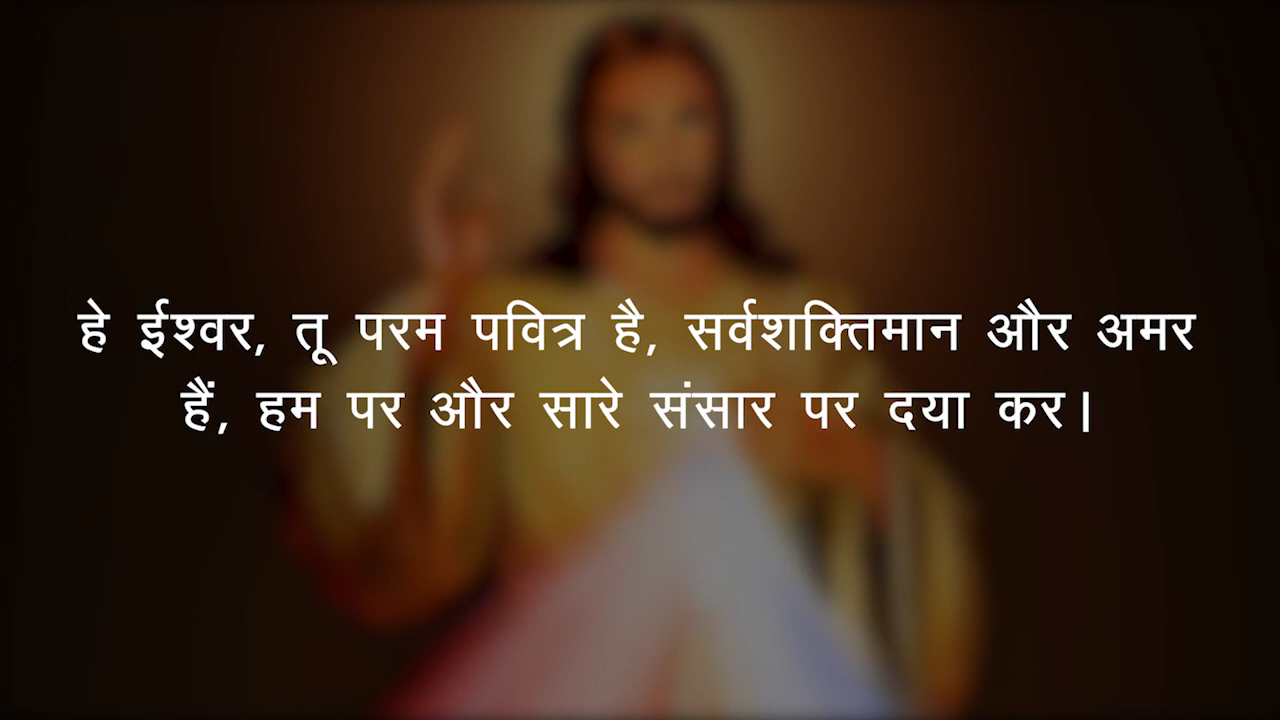 हे ईश्वर, तू परम पवित्र है, सर्वशक्तिमान और अमर
हैं, हम पर और सारे संसार पर दया कर।